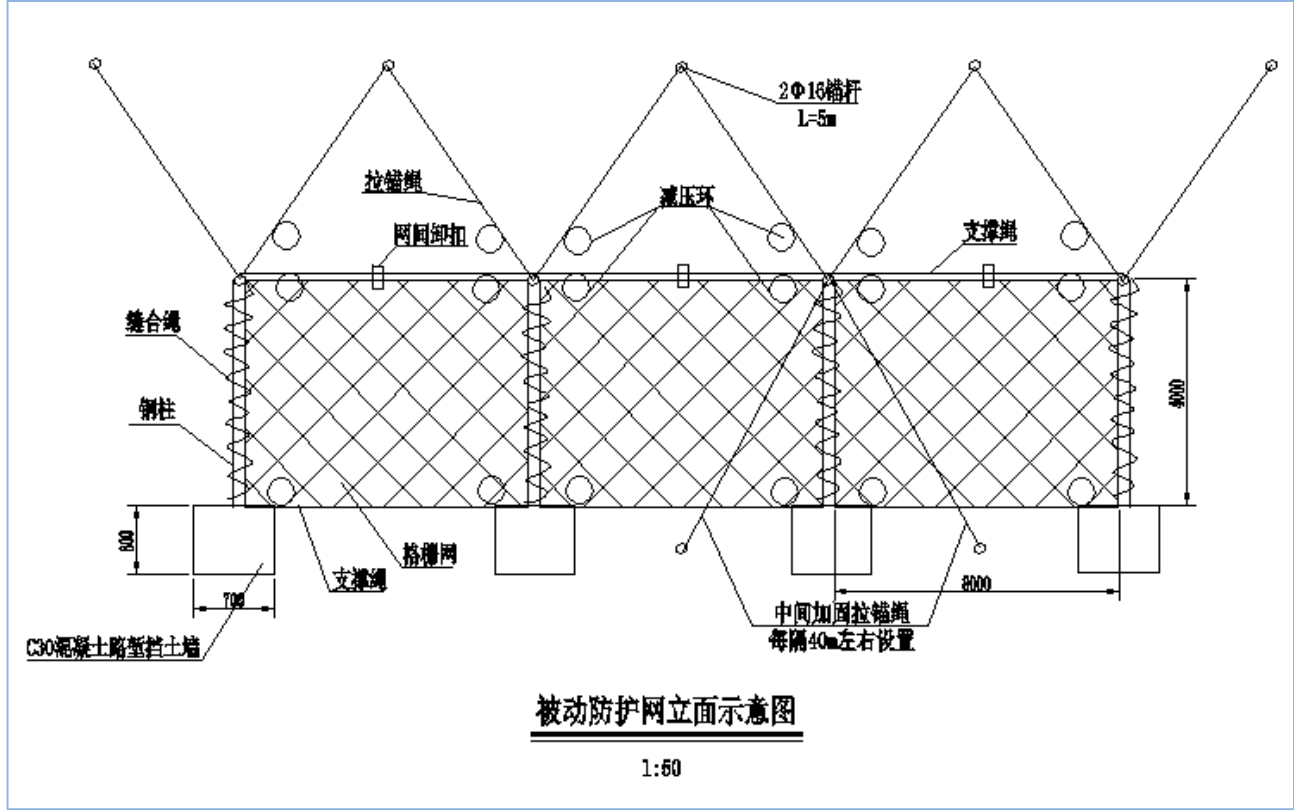 2Φ16锚杆
L=5m
拉锚绳
减压环
网间卸扣
支撑绳
缝合绳
钢柱
4000
600
格栅网
支撑绳
700
中间加固拉锚绳
每隔40m左右设置
C30混凝土路堑挡土墙
被动防护网立面示意图